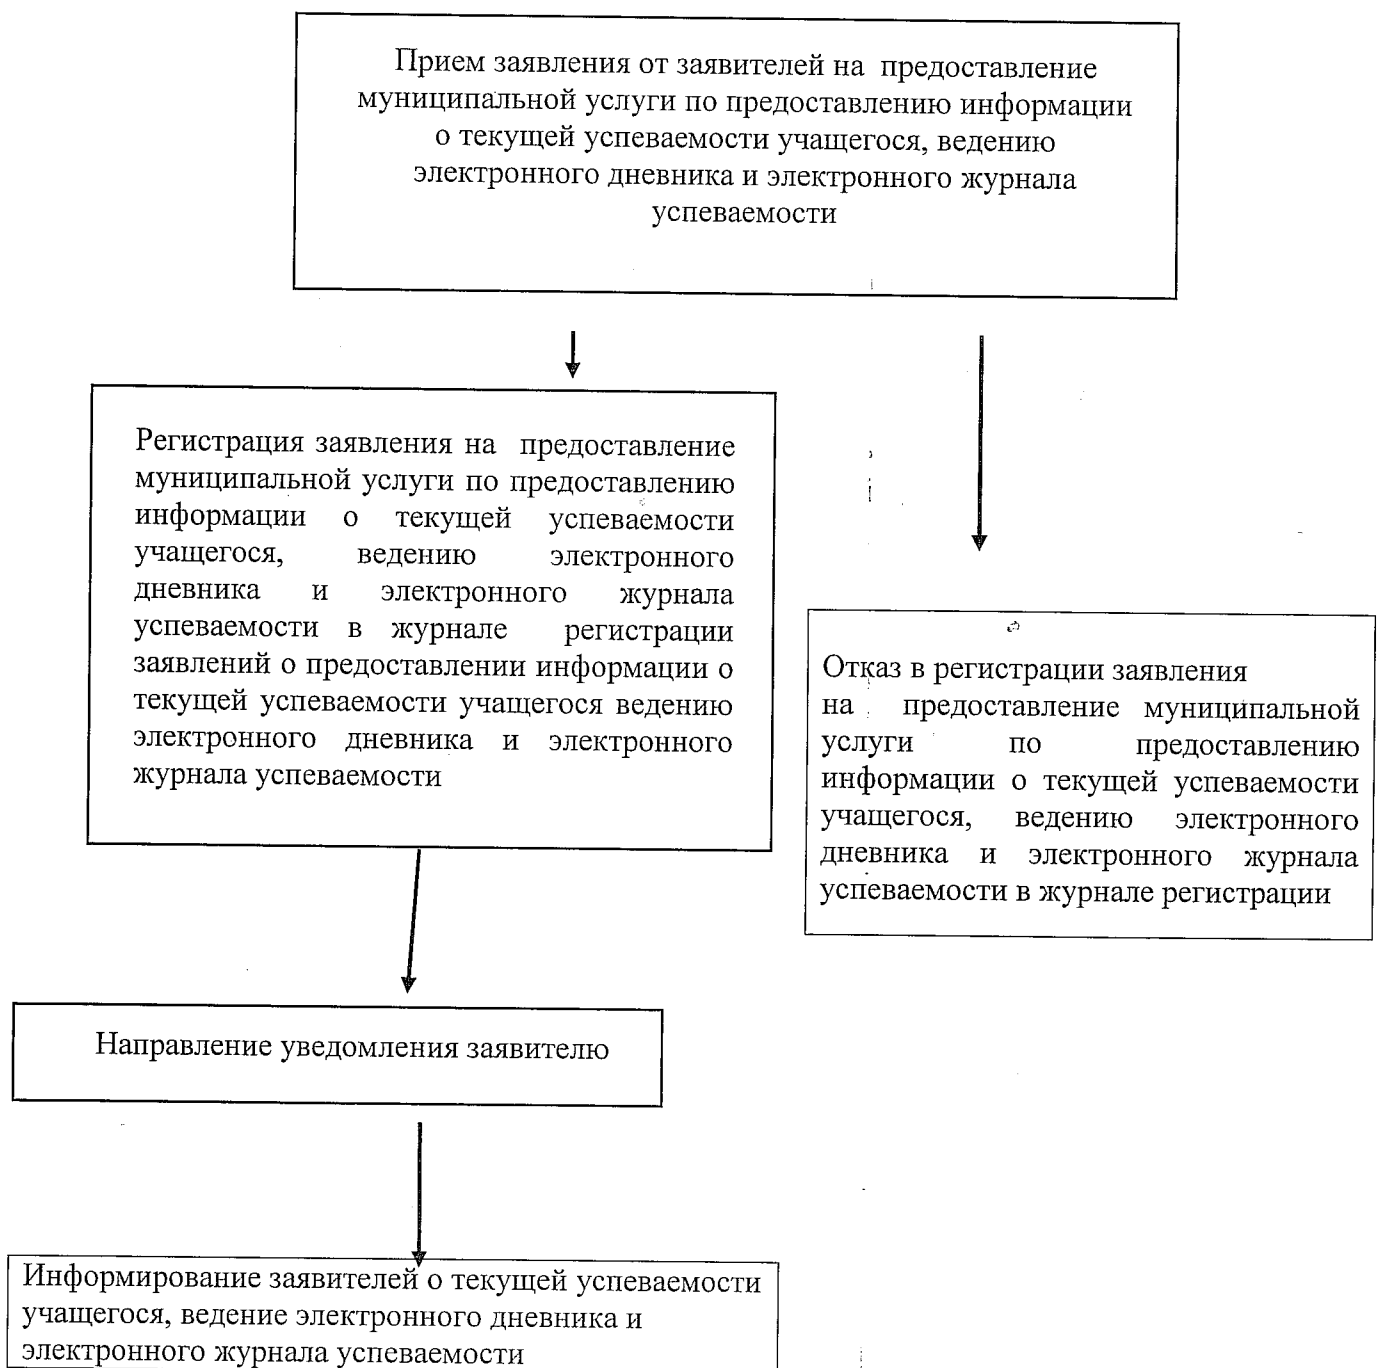 Прием заявления от заявителей на предоставление
муниципальной услуги по предоставлению информации
о текущей успеваемости учащегося, ведению
электронного дневника и электронного журнала
успеваемости
Регистрация заявления на предоставление
муниципальной услуги по предоставлению
информации о текущей успеваемости
учащегося, ведению электронного
дневника и электронного журнала
успеваемости в журнале регистрации
заявлений о предоставлении информации о
текущей успеваемости учащегося ведению
электронного дневника и электронного
журнала успеваемости
Отказ в регистрации заявления
на предоставление муниципальной
услуги по предоставлению
информации о текущей успеваемости
учащегося, ведению электронного
дневника и электронного журнала
успеваемости в журнале регистрации
Направление уведомления заявителю
Информирование заявителей о текущей успеваемости
учащегося, ведение электронного дневника и
электронного журнала успеваемости